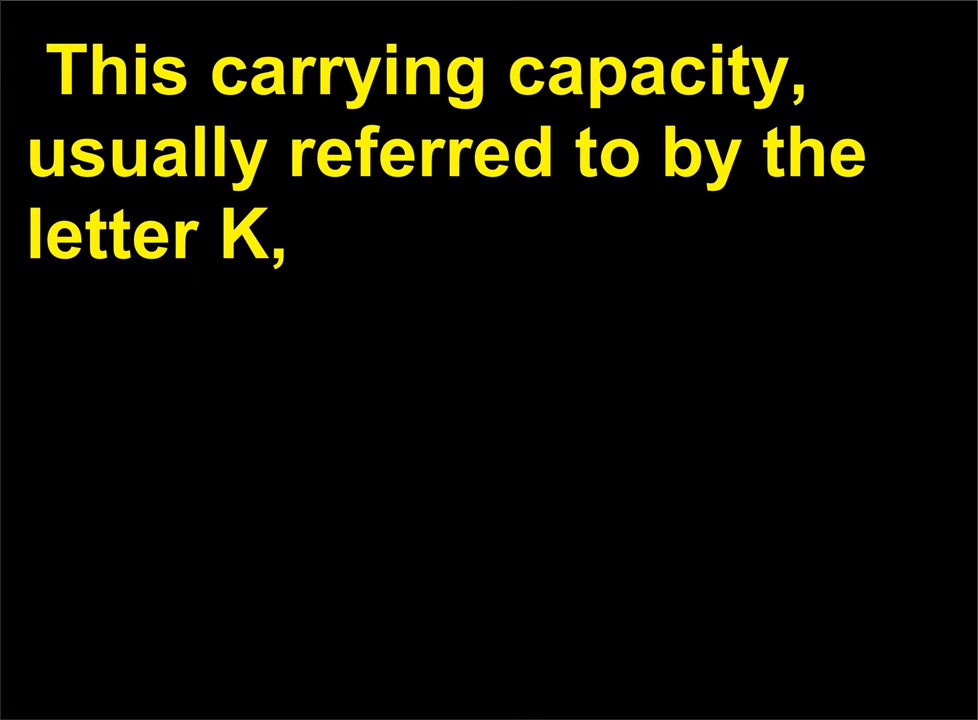 This carrying capacity,
usually referred to by the
letter K,